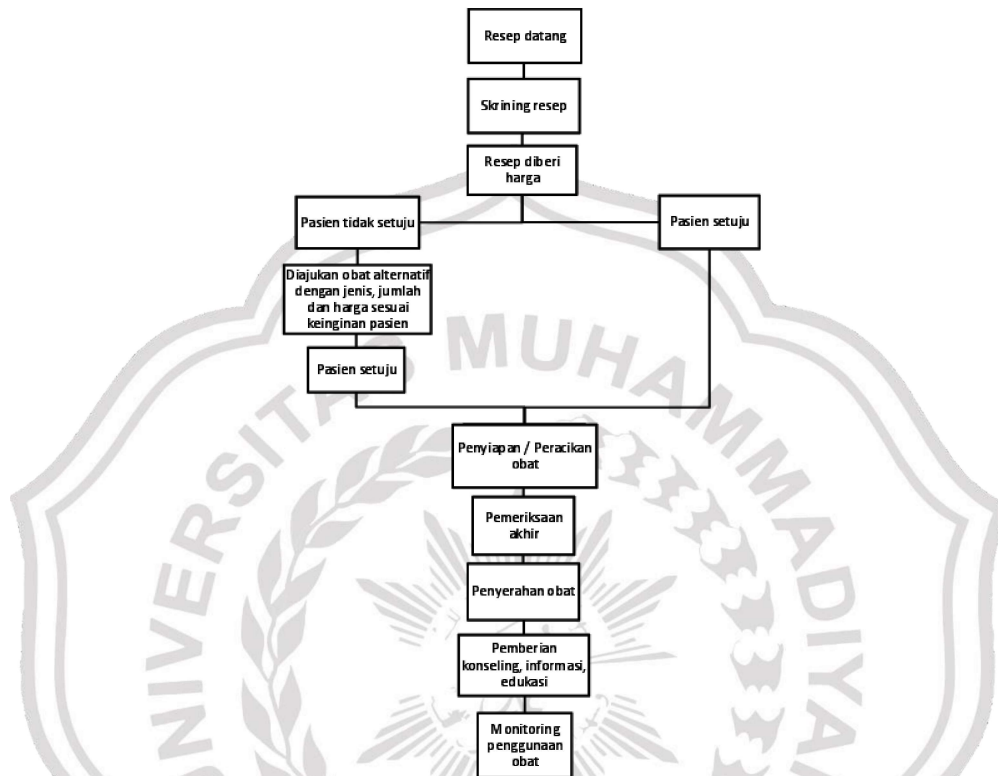 Resep datang
Skrining resep
Resep diberi
harga
Pasien tidak setuju
Pasien setuju
Diajukan obat alternatif
dengan jenis, jumlah
dan harga sesuai
keinginan pasien
Pasien setuju
Penyiapan / Peracikan
obat
Pemeriksaan
akhir
Penyerahan obat
Pemberian
konseling, informasi,
edukasi
Monitoring
penggunaan
obat
UNIVERSITAS MUHAMMADIYA